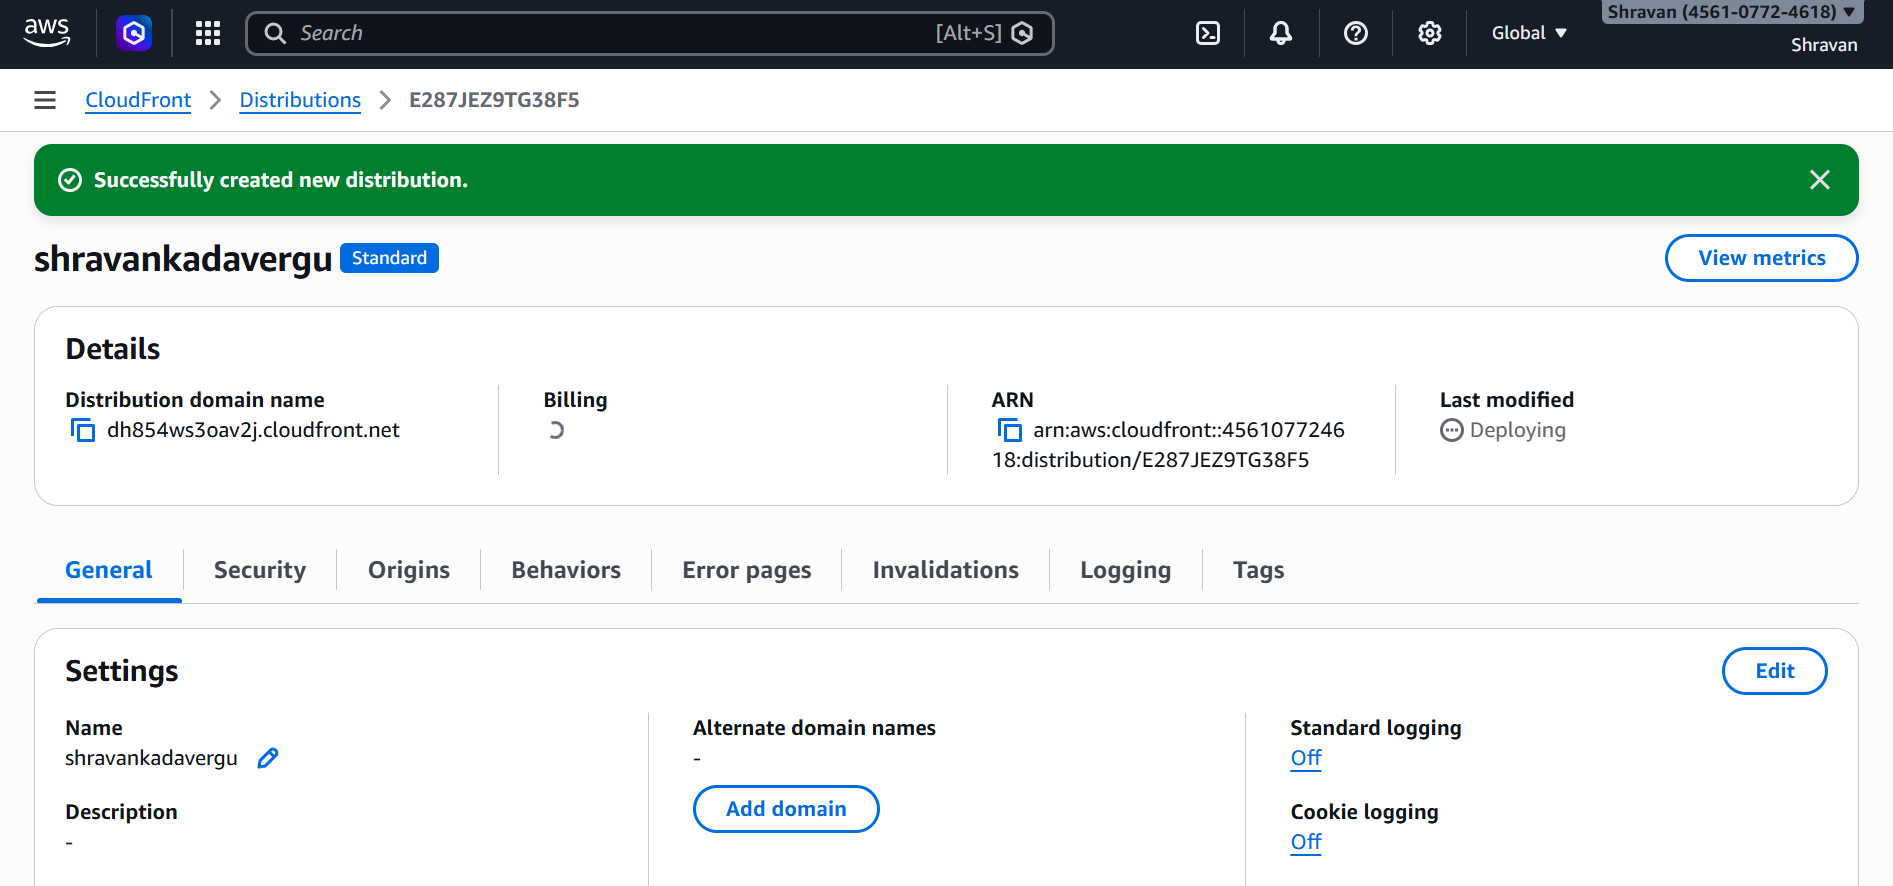 aws
Search
[Alt+S]
Global
Shravan (4561-0772-4618)
Shravan
CloudFront
Distributions
E287JEZ9TG38F5
Successfully created new distribution.
shravankadavergu
Standard
View metrics
Details
Distribution domain name
dh854ws3oav2j.cloudfront.net
Billing
ARN
arn:aws:cloudfront::4561077246
18:distribution/E287JEZ9TG38F5
Last modified
Deploying
General
Security
Origins
Behaviors
Error pages
Invalidations
Logging
Tags
Settings
Edit
Name
shravankadavergu
Description
-
Alternate domain names
-
Add domain
Standard logging
Off
Cookie logging
Off